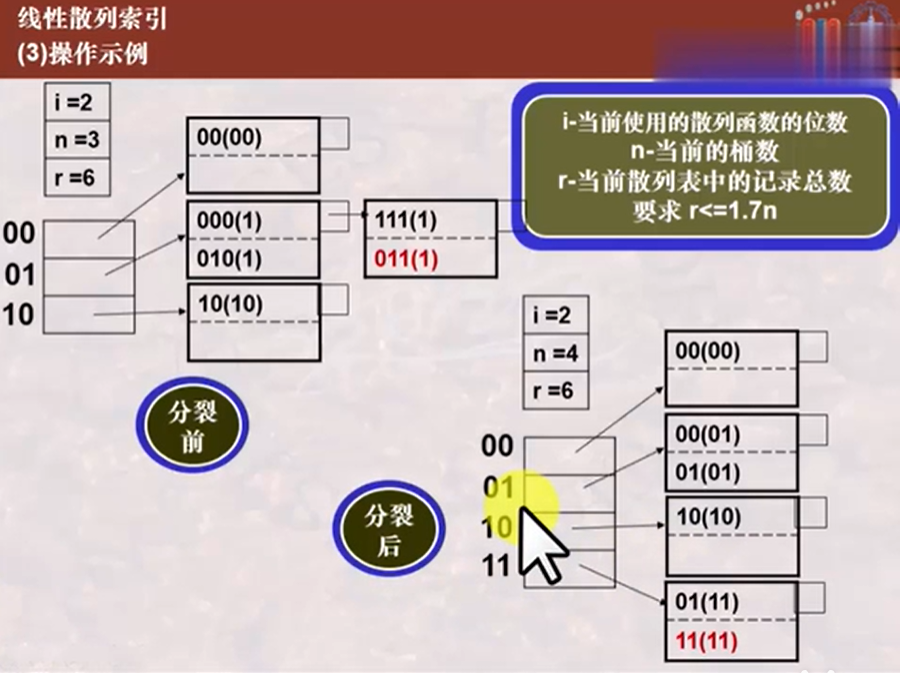 线性散列索引
(3)操作示例
i =2
n =3
r =6
00
01
10
00(00)
000(1)
010(1)
111(1)
011(1)
10(10)
i-当前使用的散列函数的位数
n-当前的桶数
r-当前散列表中的记录总数
要求 r<=1.7n
分裂
前
i =2
n =4
r =6
00
01
10
11
00(00)
00(01)
01(01)
10(10)
01(11)
11(11)
分裂
后